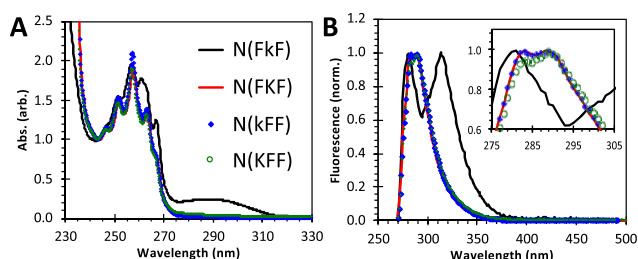 A
Abs. (arb.)
2.5
2.0
1.5
1.0
0.5
0.0
230 250 270 290 310 330
Wavelength (nm)
N(FkF)
N(FKF)
N(kFF)
N(KFF)
B
Fluorescence (norm.)
1.2
1.0
0.8
0.6
0.4
0.2
0.0
250 300 350 400 450 500
Wavelength (nm)
1.0
0.8
0.6
275 285 295 305